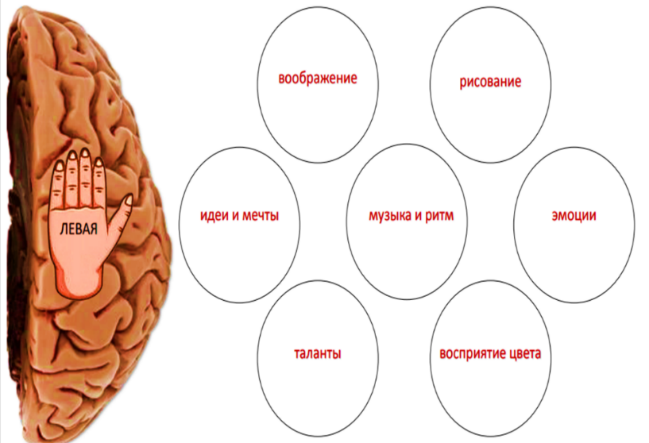 воображение
рисование
ЛЕВАЯ
идеи и мечты
музыка и ритм
эмоции
таланты
восприятие цвета